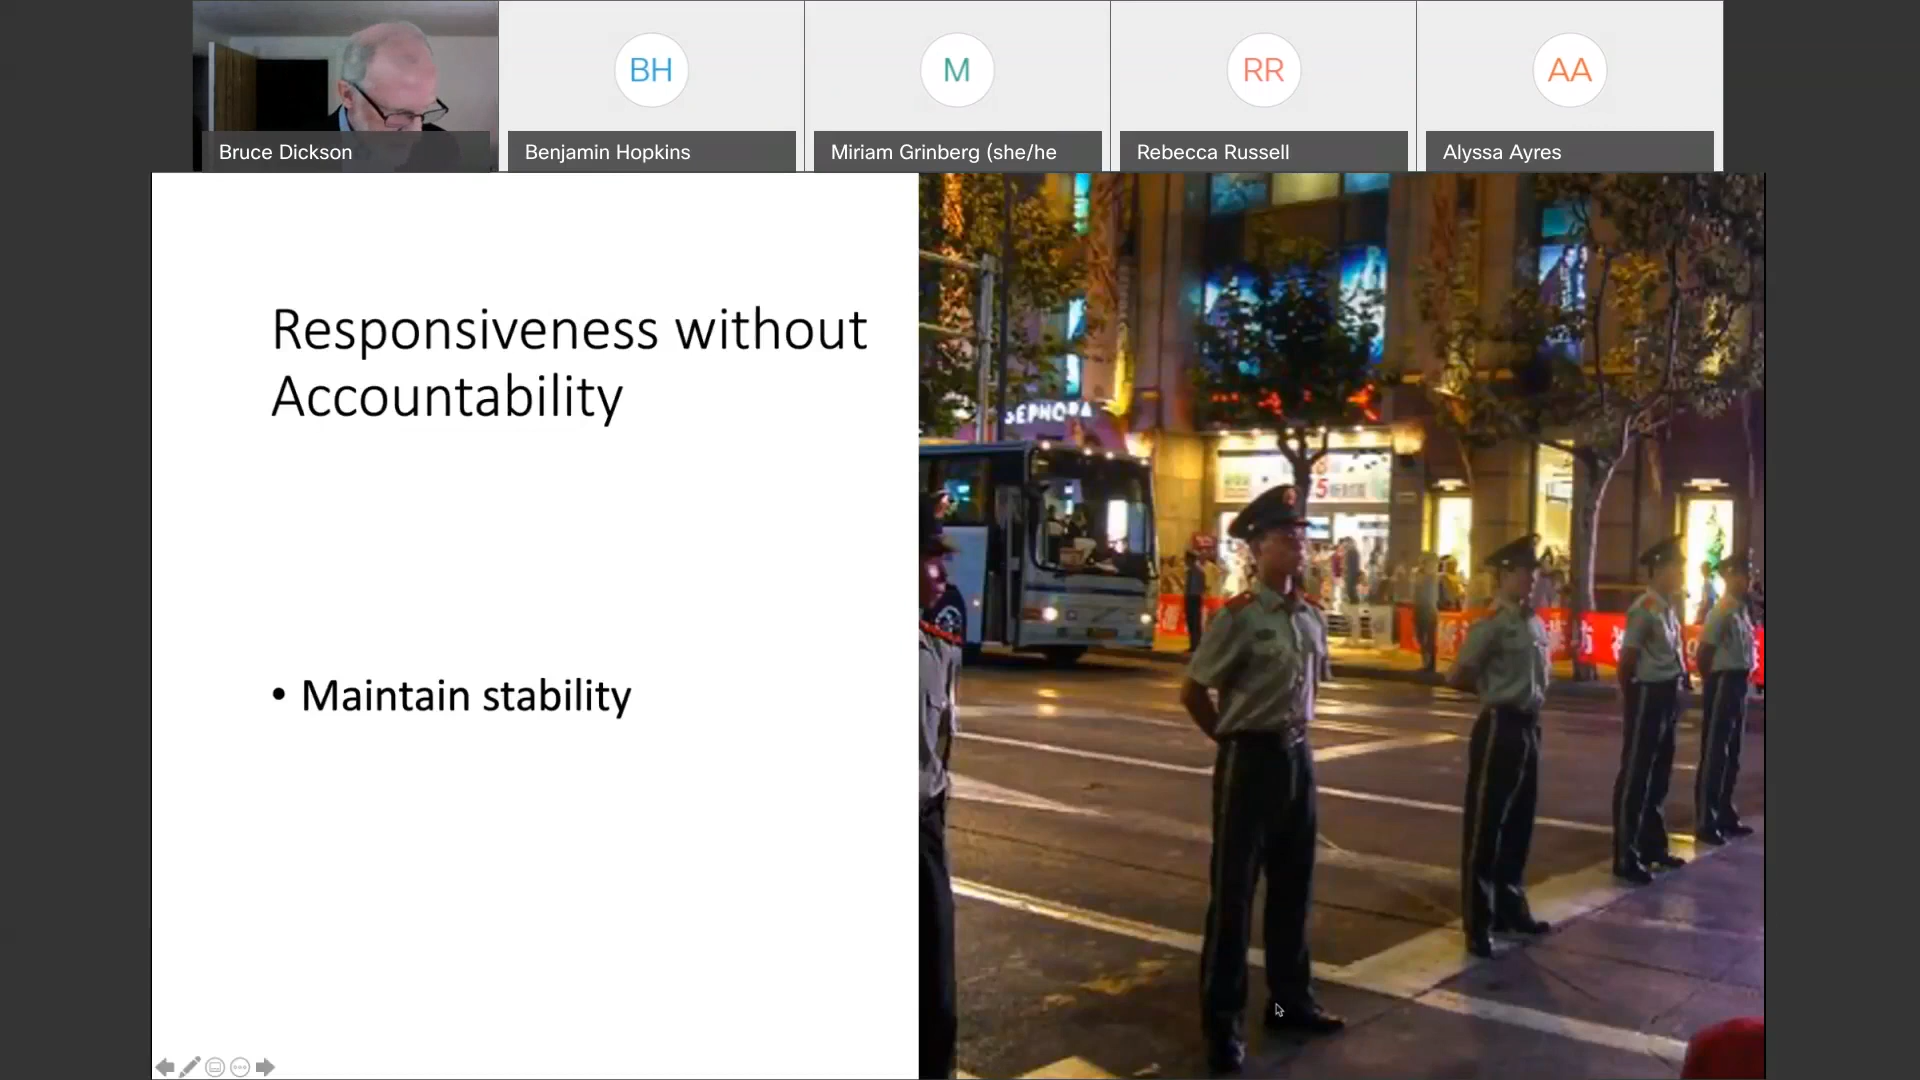 BH
M
RR
AA
Bruce Dickson
Benjamin Hopkins
Miriam Grinberg (she/he
Rebecca Russell
Alyssa Ayres
Responsiveness without
Accountability
• Maintain stability
SEPHORA
5